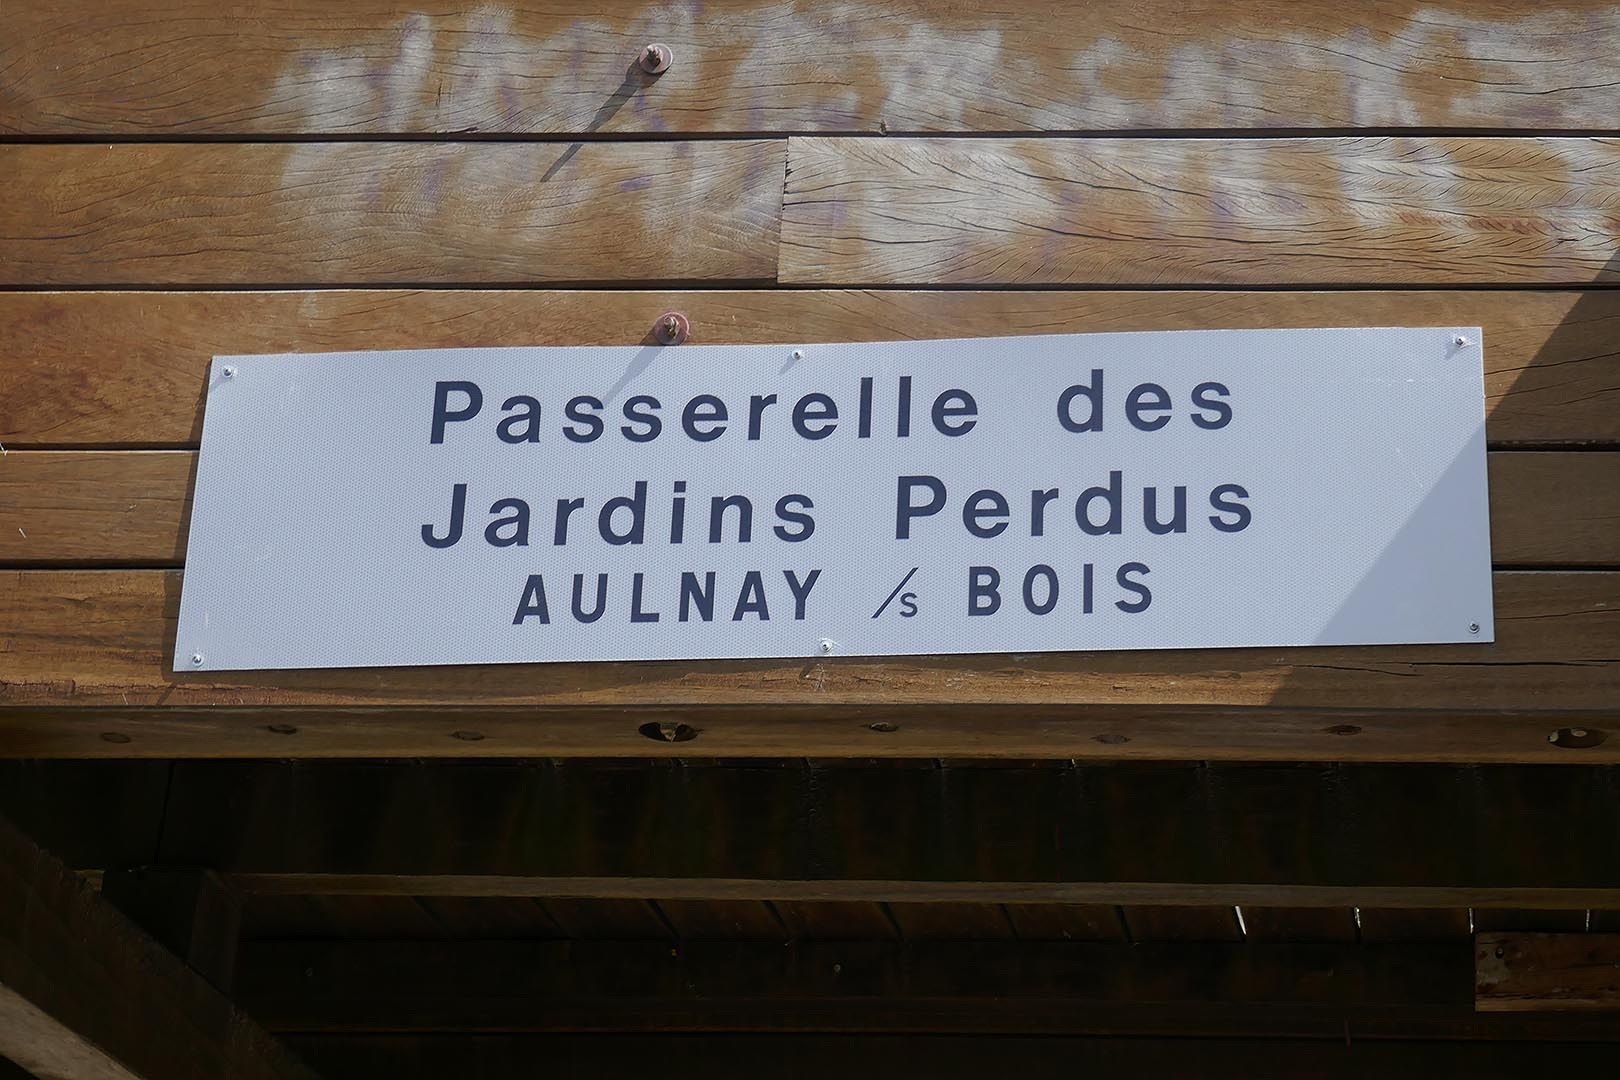 Passerelle des
Jardins Perdus
AULNAY /s BOIS